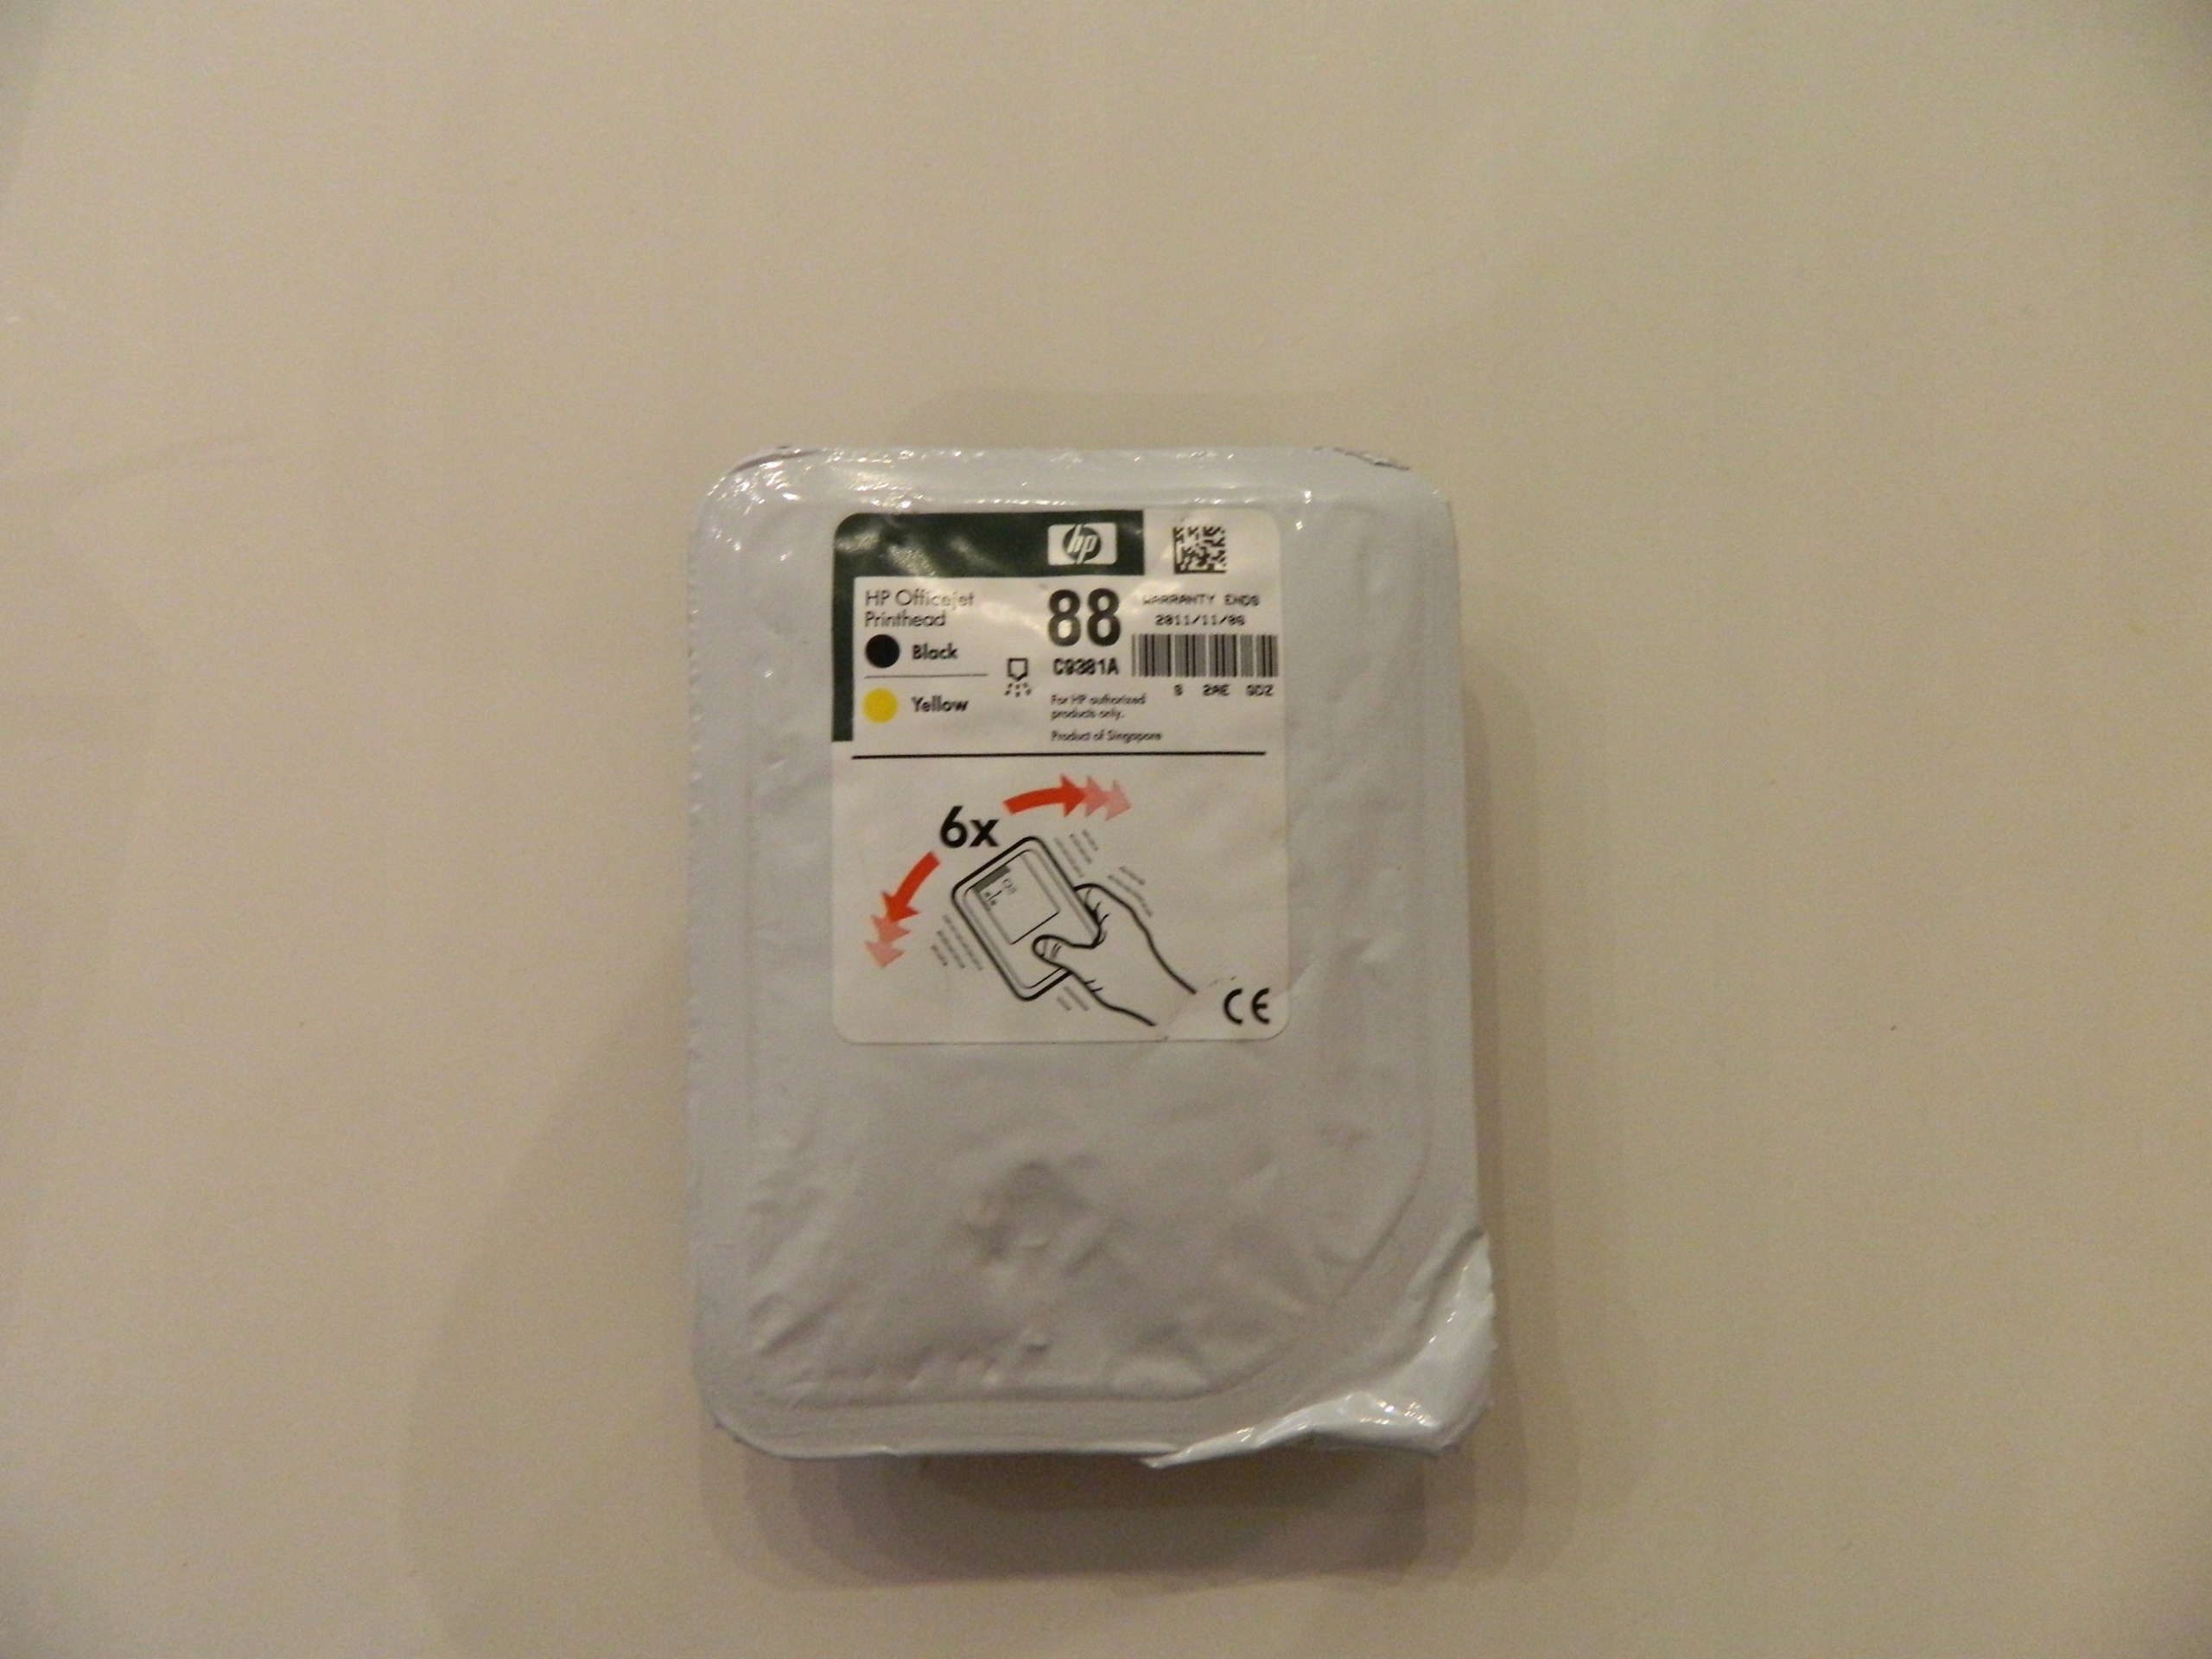 hp
HP Officejet
Printhead
88
WARRANTY ENDS
2011/11/06
Black
C9381A
Yellow
For HP authorized
products only.
Product of Singapore
6x
CE